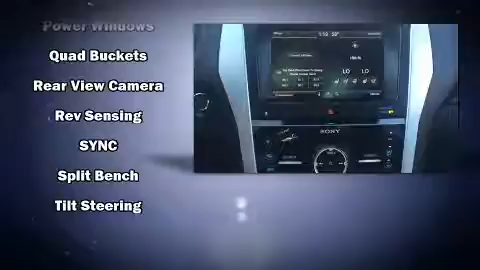 Power Windows
Quad Buckets
Rear View Camera
Rev Sensing
SYNC
Split Bench
Tilt Steering
LO LO
SONY